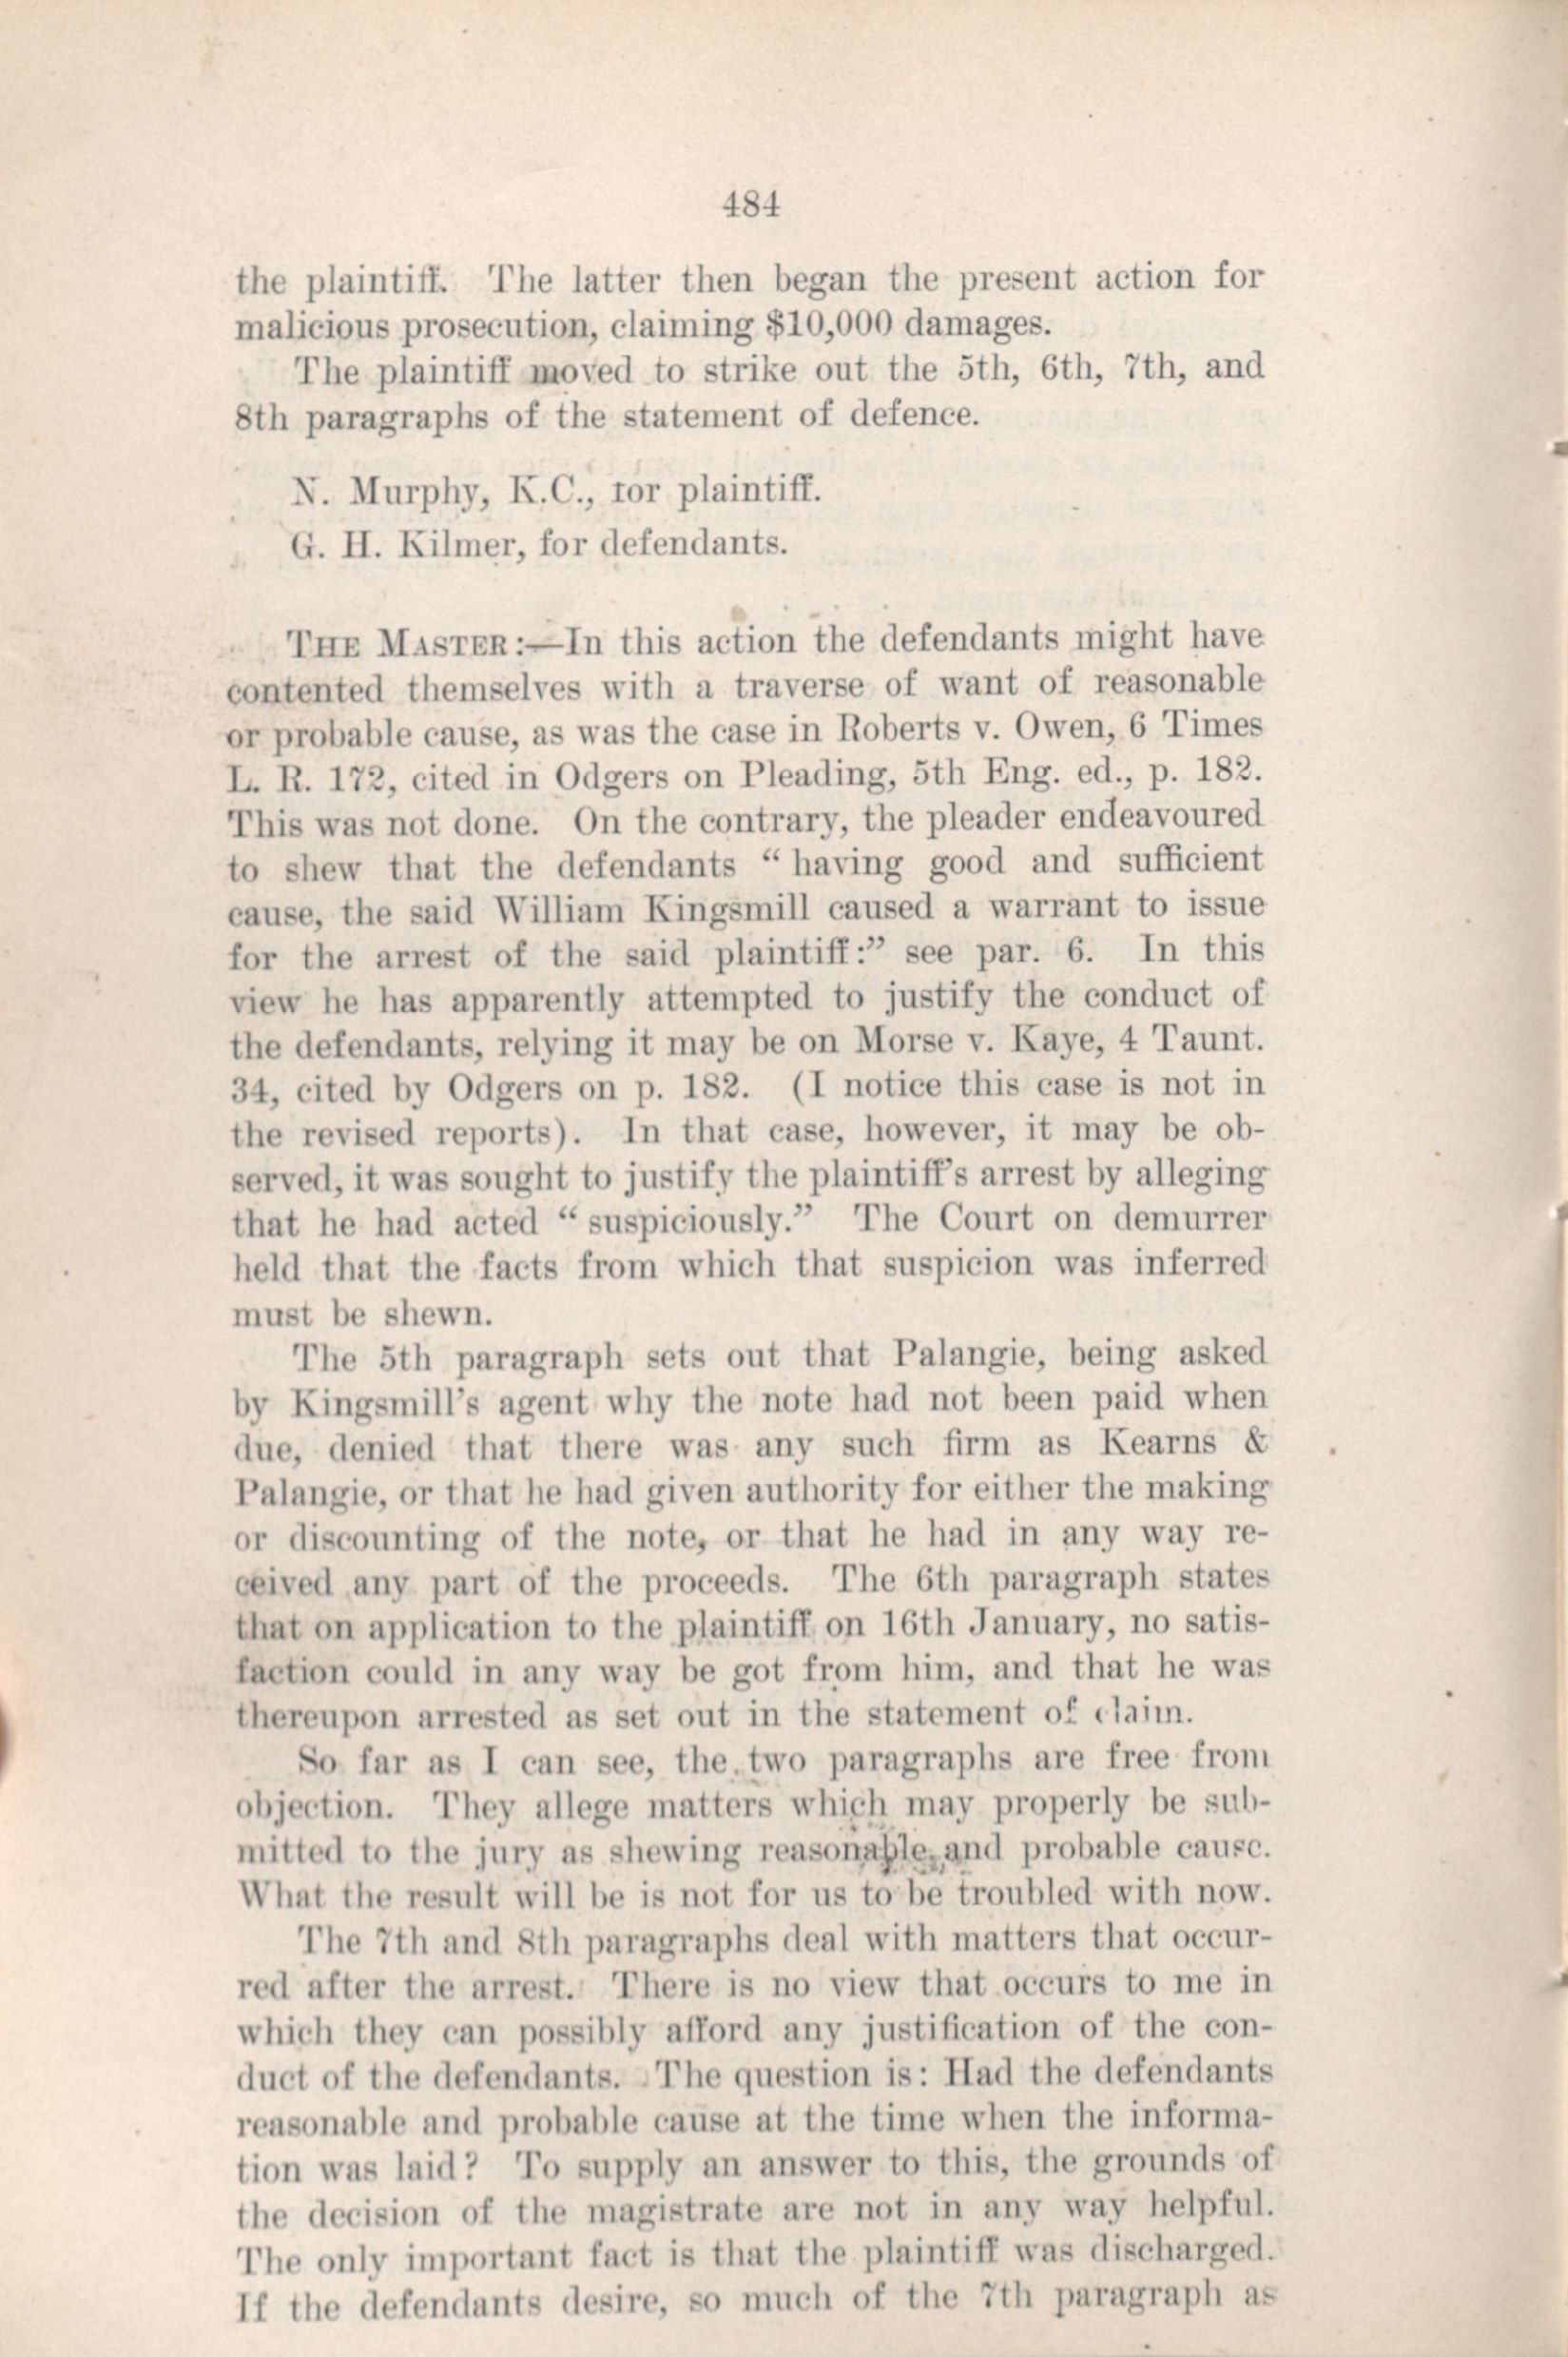 484
the plaintiff. The latter then began the present action for
malicious prosecution, claiming $10,000 damages.
The plaintiff moved to strike out the 5th, 6th, 7th, and
8th paragraphs of the statement of defence.
N. Murphy, K.C., for plaintiff.
G. H. Kilmer, for defendants.
THE MASTER:—In this action the defendants might have
contented themselves with a traverse of want of reasonable
or probable cause, as was the case in Roberts v. Owen, 6 Times
L. R. 172, cited in Odgers on Pleading, 5th Eng. ed., p. 182.
This was not done. On the contrary, the pleader endeavoured
to shew that the defendants “ having good and sufficient
cause, the said William Kingsmill caused a warrant to issue
for the arrest of the said plaintiff:” see par. 6. In this
view he has apparently attempted to justify the conduct of
the defendants, relying it may be on Morse v. Kaye, 4 Taunt.
34, cited by Odgers on p. 182. (I notice this case is not in
the revised reports). In that case, however, it may be ob-
served, it was sought to justify the plaintiff's arrest by alleging
that he had acted “ suspiciously.” The Court on demurrer
held that the facts from which that suspicion was inferred
must be shewn.
The 5th paragraph sets out that Palangie, being asked
by Kingsmill's agent why the note had not been paid when
due, denied that there was any such firm as Kearns &
Palangie, or that he had given authority for either the making
or discounting of the note, or that he had in any way re-
ceived any part of the proceeds. The 6th paragraph states
that on application to the plaintiff on 16th January, no satis-
faction could in any way be got from him, and that he was
thereupon arrested as set out in the statement of claim.
So far as I can see, the two paragraphs are free from
objection. They allege matters which may properly be sub-
mitted to the jury as shewing reasonable and probable cause.
What the result will be is not for us to be troubled with now.
The 7th and 8th paragraphs deal with matters that occur-
red after the arrest. There is no view that occurs to me in
which they can possibly afford any justification of the con-
duct of the defendants. The question is: Had the defendants
reasonable and probable cause at the time when the informa-
tion was laid? To supply an answer to this, the grounds of
the decision of the magistrate are not in any way helpful.
The only important fact is that the plaintiff was discharged.
If the defendants desire, so much of the 7th paragraph as